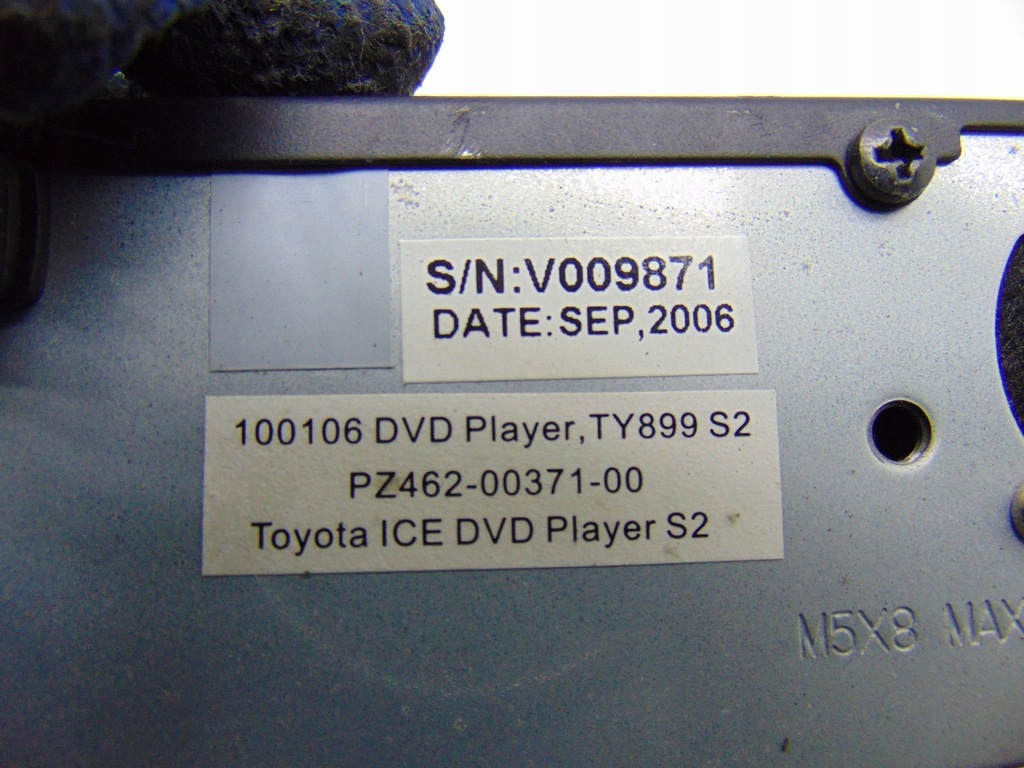 S/N:V009871
DATE:SEP,2006
100106 DVD Player,TY899 S2
PZ462-00371-00
Toyota ICE DVD Player S2
M5X8 MAX